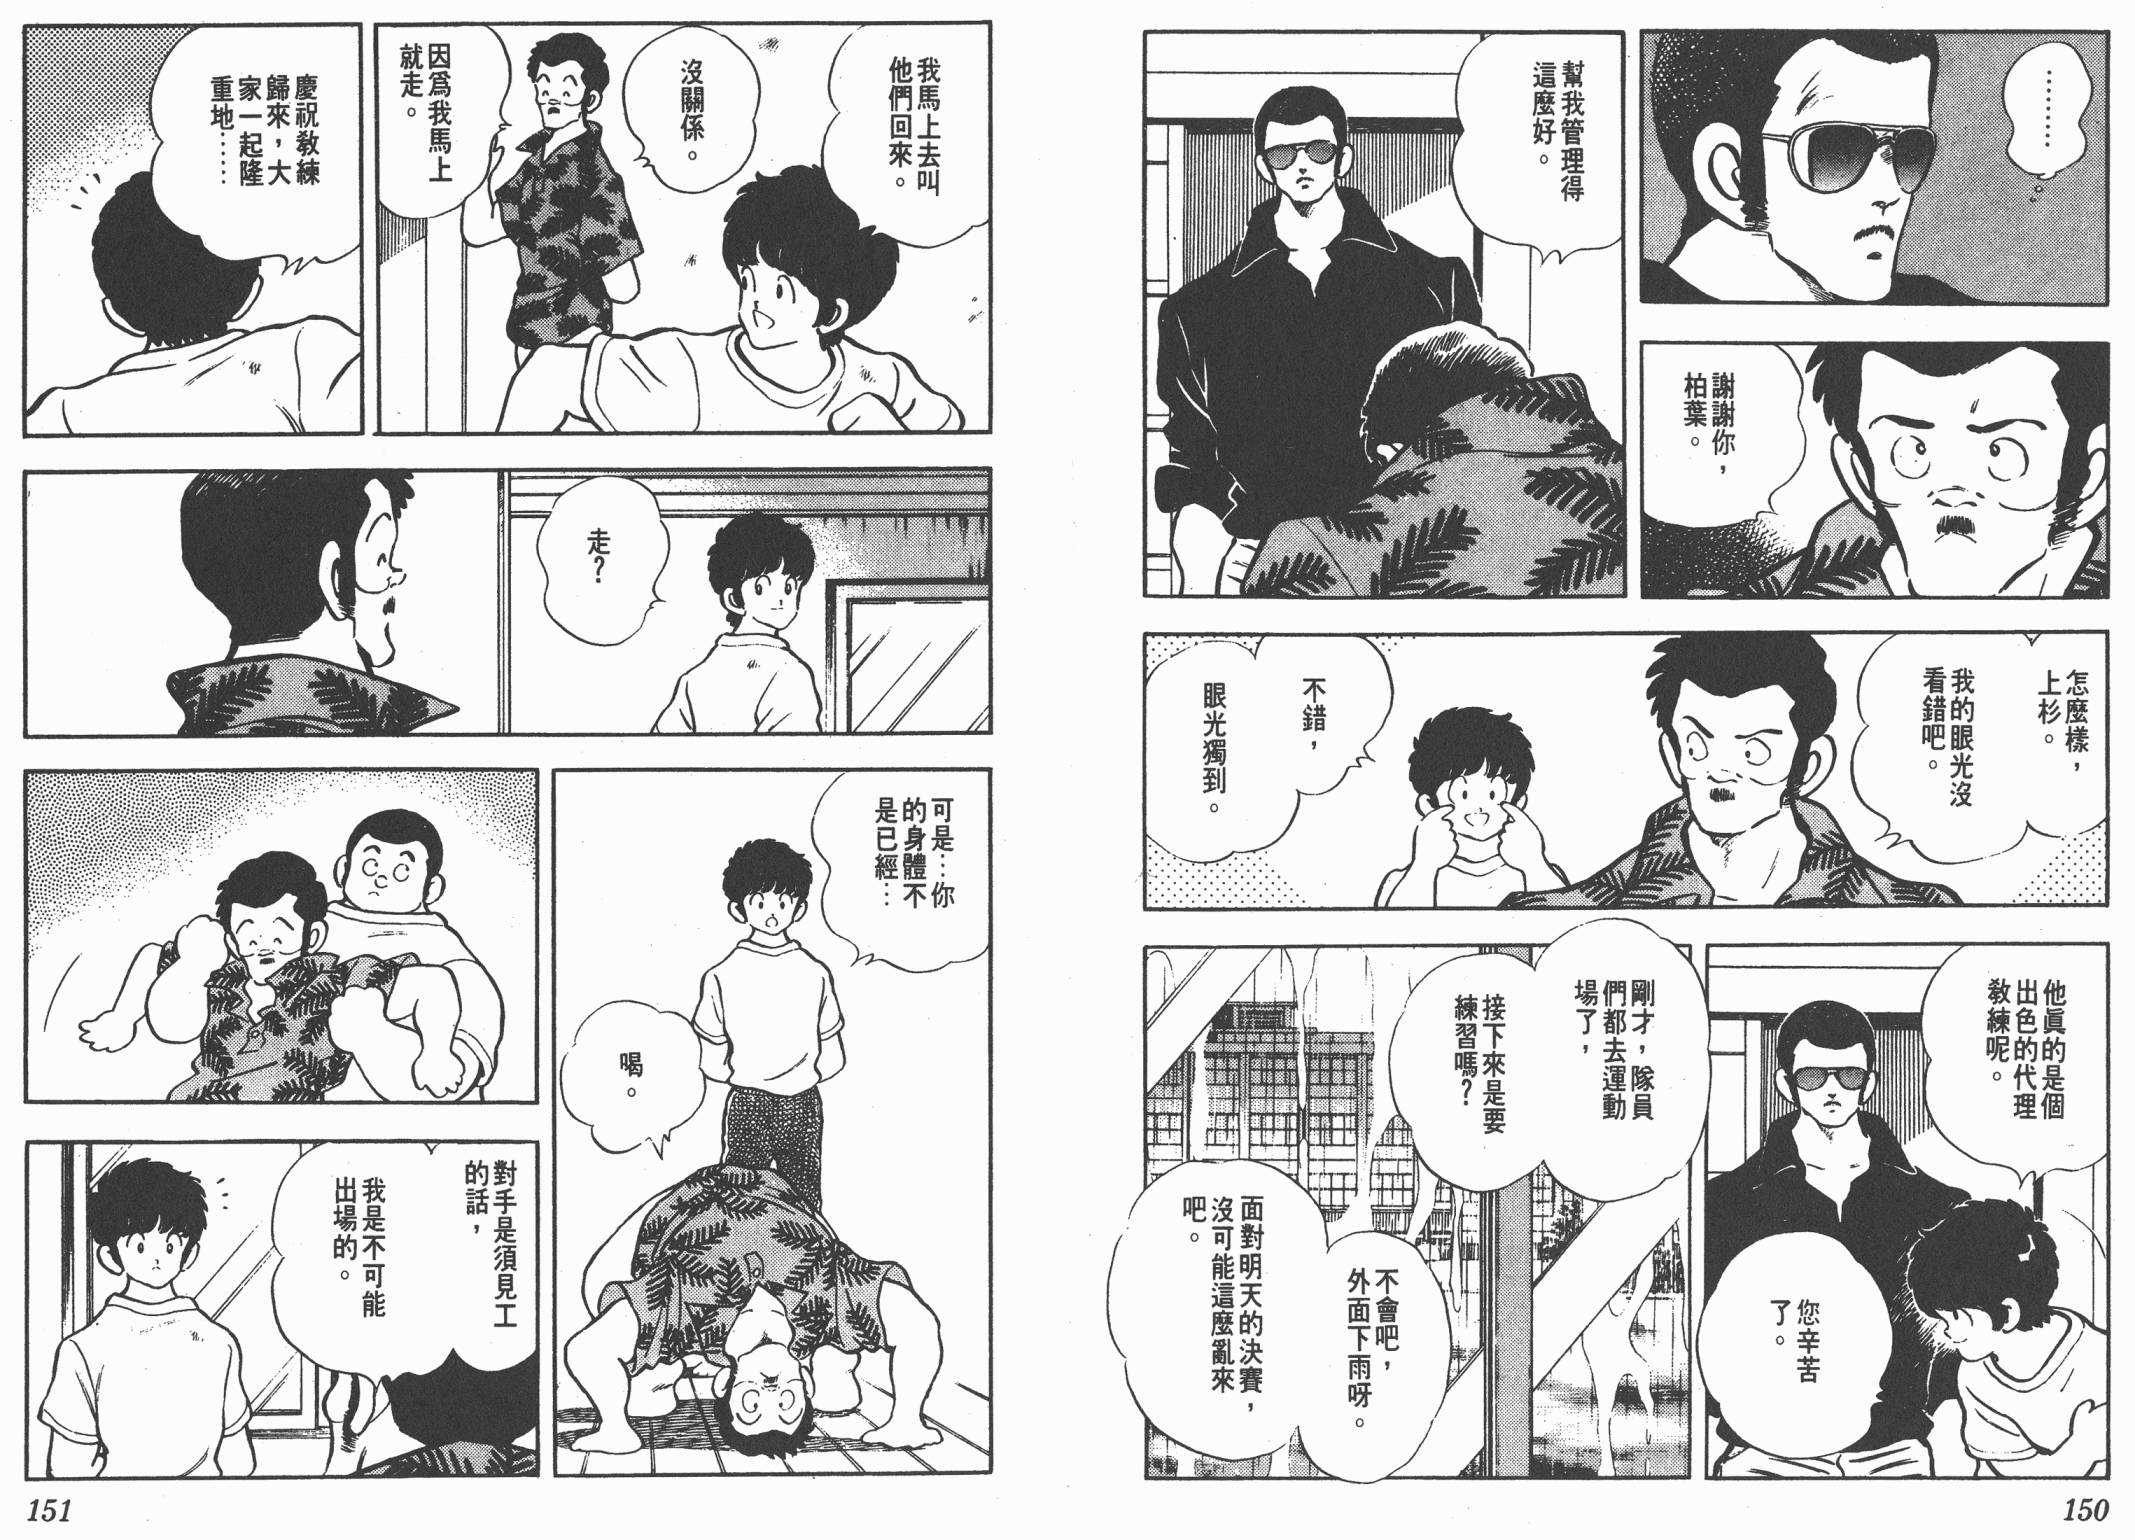 ………
謝謝你，
柏葉。
幫我管理得
這麼好。
怎麼樣，
上杉。
我的眼光沒
看錯吧。
不錯，
眼光獨到。
他眞的是個
出色的代理
教練呢。
您辛苦
了。
剛才，隊員
們都去運動
場了，
接下來是要
練習嗎？
不會吧，
外面下雨呀。
面對明天的決賽，
沒可能這麼亂來
吧。
150
我馬上去叫
他們回來。
沒關係。
因爲我馬上
就走。
慶祝教練
歸來，大
家一起隆
重地……
走？
可是…你
的身體不
是已經…
喝。
對手是須見工
的話，
我是不可能
出場的。
151